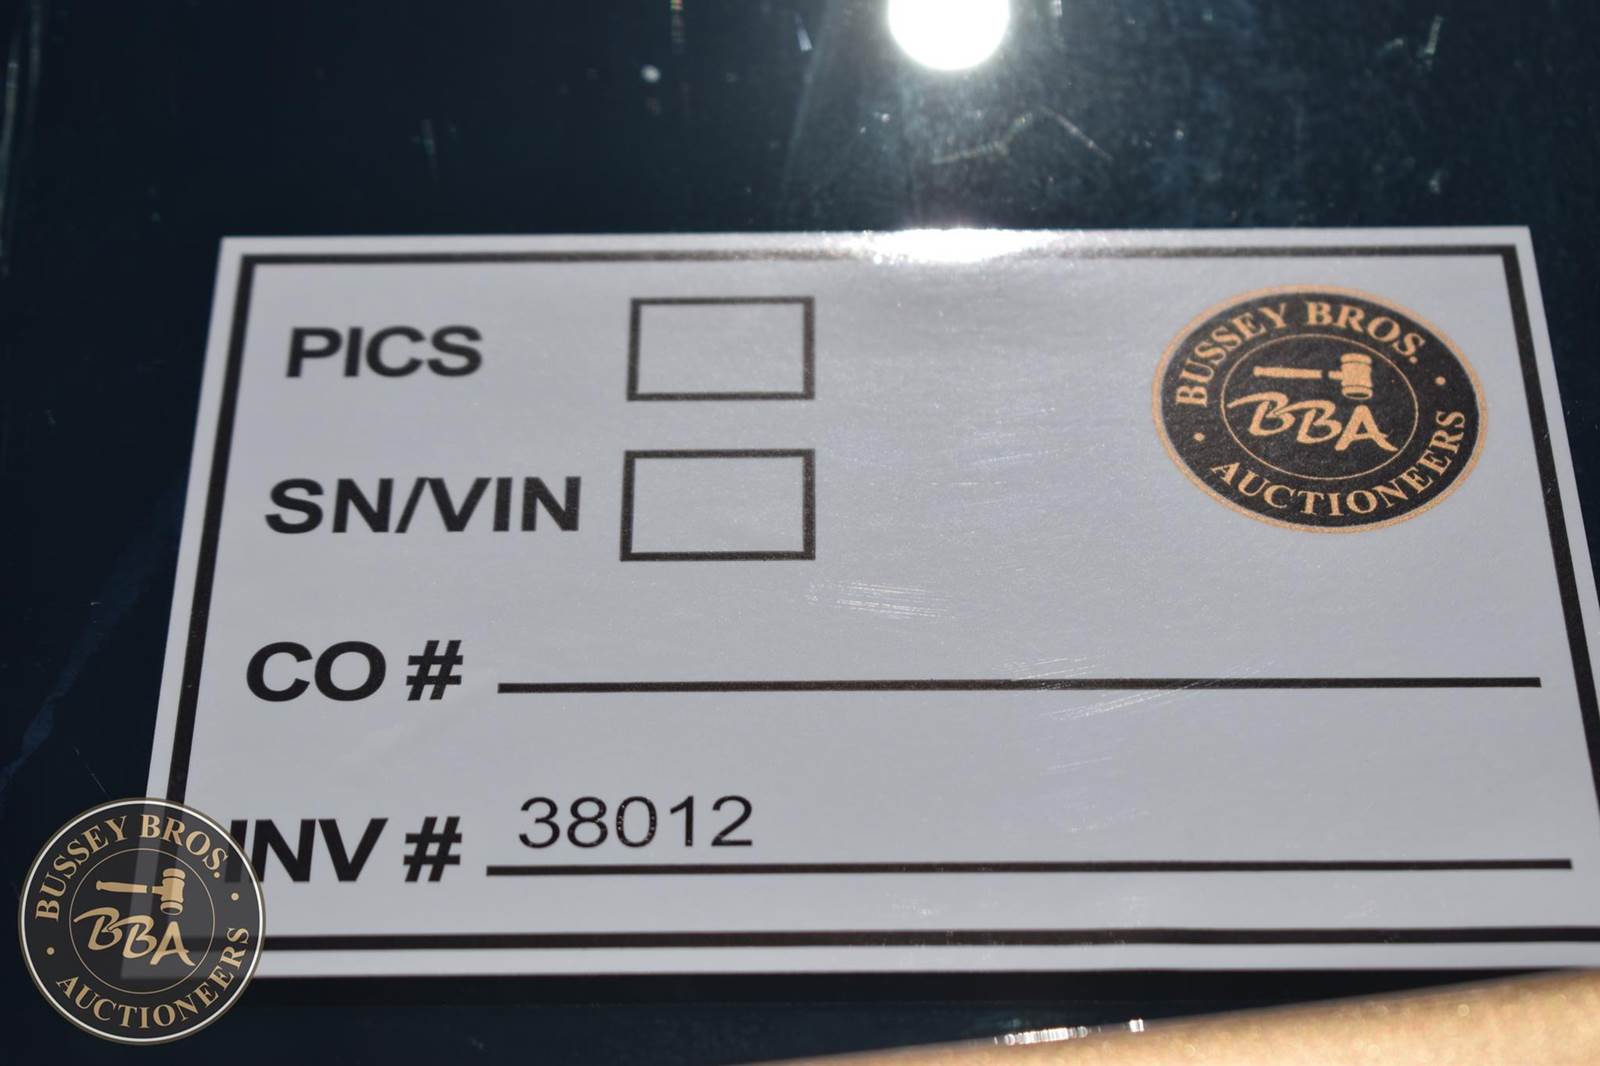 PICS
BUSSEY BROS.
BBA
AUCTIONEERS
SN/VIN
CO #
INV # 38012
BUSSEY BROS.
BBA
AUCTIONEERS